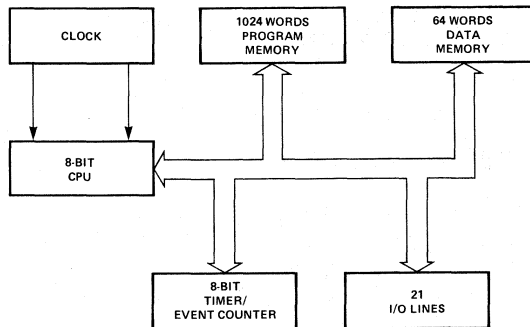 CLOCK
1024 WORDS
PROGRAM
MEMORY
64 WORDS
DATA
MEMORY
8-BIT
CPU
8-BIT
TIMER/
EVENT COUNTER
21
I/O LINES